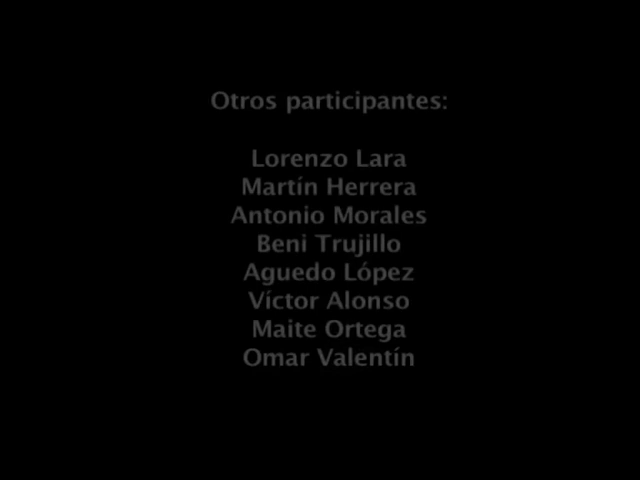 Otros participantes:
Lorenzo Lara
Martín Herrera
Antonio Morales
Beni Trujillo
Aguedo López
Víctor Alonso
Maite Ortega
Omar Valentín